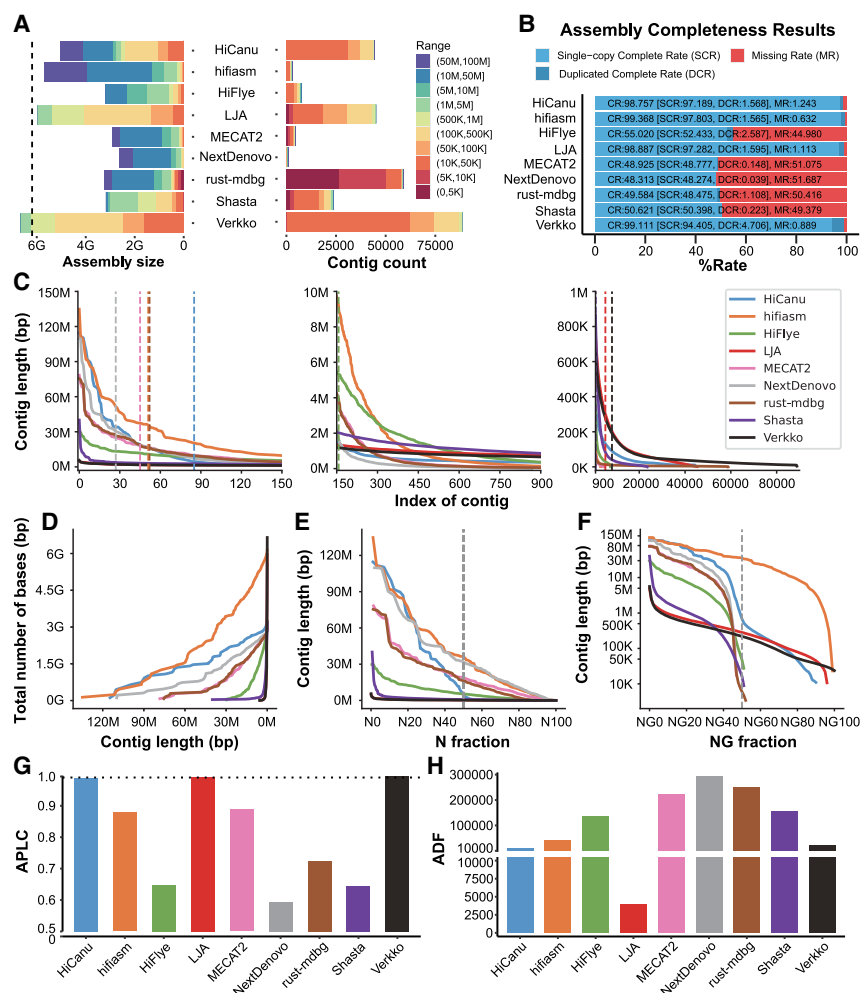 A
HiCanu
hifiasm
HiFlye
LJA
MECAT2
NextDenovo
rust-mdbg
Shasta
Verkko
6G 4G 2G 0
Assembly size
0 25000 50000 75000
Contig count
Range
(50M,100M]
(10M,50M]
(5M,10M]
(1M,5M]
(500K,1M]
(100K,500K]
(50K,100K]
(10K,50K]
(5K,10K]
(0,5K]
B
Assembly Completeness Results
Single-copy Complete Rate (SCR)
Missing Rate (MR)
Duplicated Complete Rate (DCR)
HiCanu CR:98.757 [SCR:97.189, DCR:1.568], MR:1.243
hifiasm CR:99.368 [SCR:97.803, DCR:1.565], MR:0.632
HiFlye CR:55.020 [SCR:52.433, DCR:2.587], MR:44.980
LJA CR:98.887 [SCR:97.282, DCR:1.595], MR:1.113
MECAT2 CR:48.925 [SCR:48.777, DCR:0.148], MR:51.075
NextDenovo CR:48.313 [SCR:48.274, DCR:0.039], MR:51.687
rust-mdbg CR:49.584 [SCR:48.475, DCR:1.108], MR:50.416
Shasta CR:50.621 [SCR:50.398, DCR:0.223], MR:49.379
Verkko CR:99.111 [SCR:94.405, DCR:4.706], MR:0.889
0 20 40 60 80 100
%Rate
C
Contig length (bp)
150M
120M
90M
60M
30M
0M
0 30 60 90 120 150
10M
8M
6M
4M
2M
0M
150 300 450 600 750 900
1M
800K
600K
400K
200K
0K
900 20000 40000 60000 80000
Index of contig
HiCanu
hifiasm
HiFlye
LJA
MECAT2
NextDenovo
rust-mdbg
Shasta
Verkko
D
Total number of bases (bp)
6G
4.5G
3G
1.5G
0G
120M 90M 60M 30M 0M
Contig length (bp)
E
Contig length (bp)
120M
90M
60M
30M
0M
N0 N20 N40 N60 N80 N100
N fraction
F
Contig length (bp)
150M
80M
30M
10M
5M
1M
500K
100K
50K
10K
NG0 NG20 NG40 NG60 NG80 NG100
NG fraction
G
APLC
1.0
0.9
0.8
0.7
0.6
0.5
0
HiCanu hifiasm HiFlye LJA MECAT2 NextDenovo rust-mdbg Shasta Verkko
H
ADF
300000
200000
100000
10000
10000
7500
5000
2500
0
HiCanu hifiasm HiFlye LJA MECAT2 NextDenovo rust-mdbg Shasta Verkko